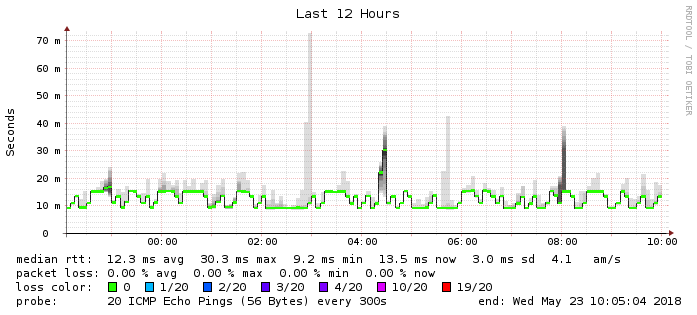 Last 12 Hours
RRDTOOL / TOBI OETIKER
Seconds
70 m
60 m
50 m
40 m
30 m
20 m
10 m
0
00:00 02:00 04:00 06:00 08:00 10:00
median rtt: 12.3 ms avg 30.3 ms max 9.2 ms min 13.5 ms now 3.0 ms sd 4.1 am/s
packet loss: 0.00 % avg 0.00 % max 0.00 % min 0.00 % now
loss color: 0 1/20 2/20 3/20 4/20 10/20 19/20
probe: 20 ICMP Echo Pings (56 Bytes) every 300s end: Wed May 23 10:05:04 2018